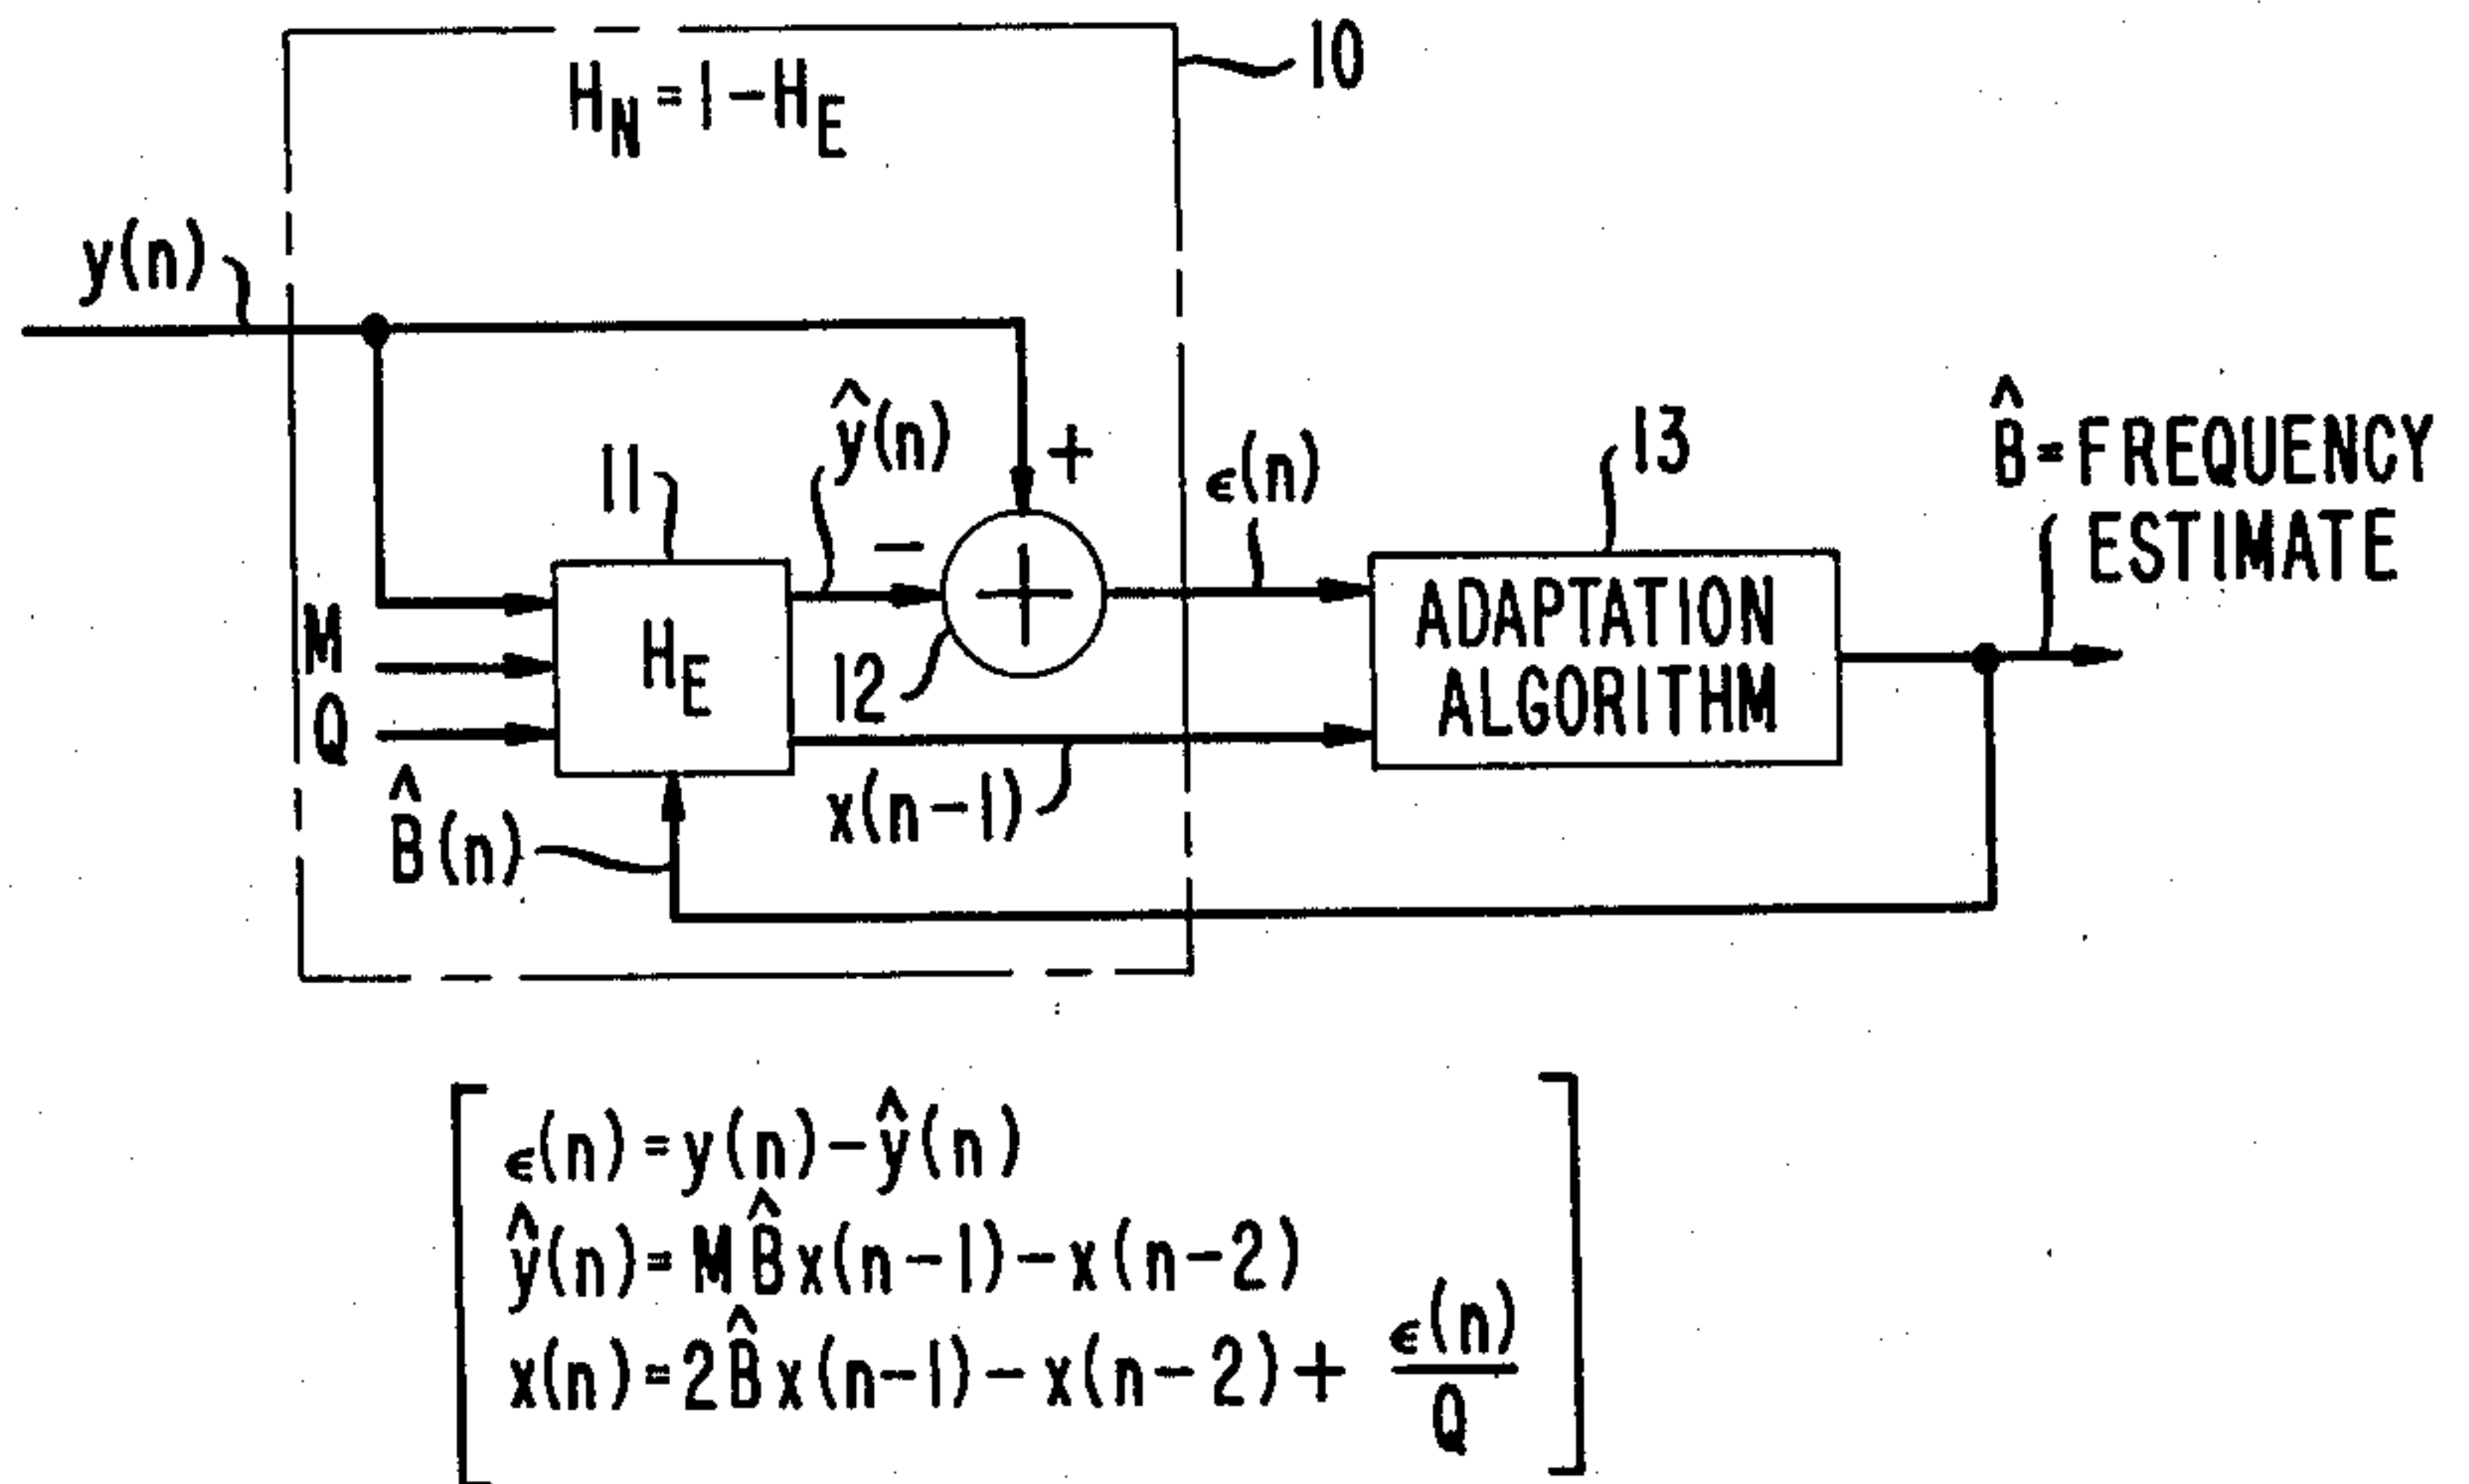 10
H_N = 1 - H_E
y(n)
ŷ(n)
+
ϵ(n)
13
B̂ = FREQUENCY
ESTIMATE
11
-
M
H_E
12
ADAPTATION
ALGORITHM
Q
x(n-1)
B̂(n)
ϵ(n) = y(n) - ŷ(n)
ŷ(n) = M B̂ x(n-1) - x(n-2)
x(n) = 2 B̂ x(n-1) - x(n-2) + ϵ(n)/Q